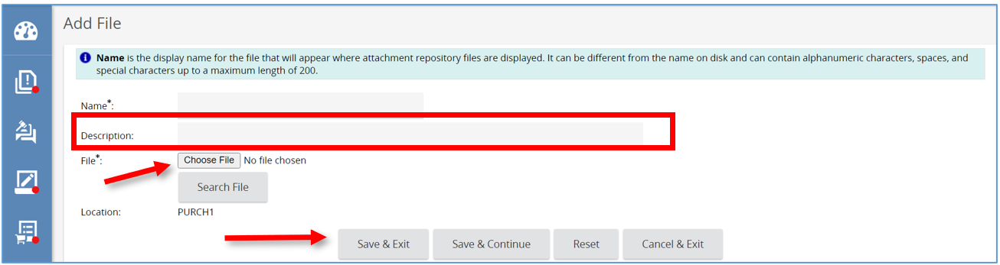 Add File
Name is the display name for the file that will appear where attachment repository files are displayed. It can be different from the name on disk and can contain alphanumeric characters, spaces, and
special characters up to a maximum length of 200.
Name*:
Description:
File*: Choose File No file chosen
Search File
Location: PURCH1
Save & Exit Save & Continue Reset Cancel & Exit